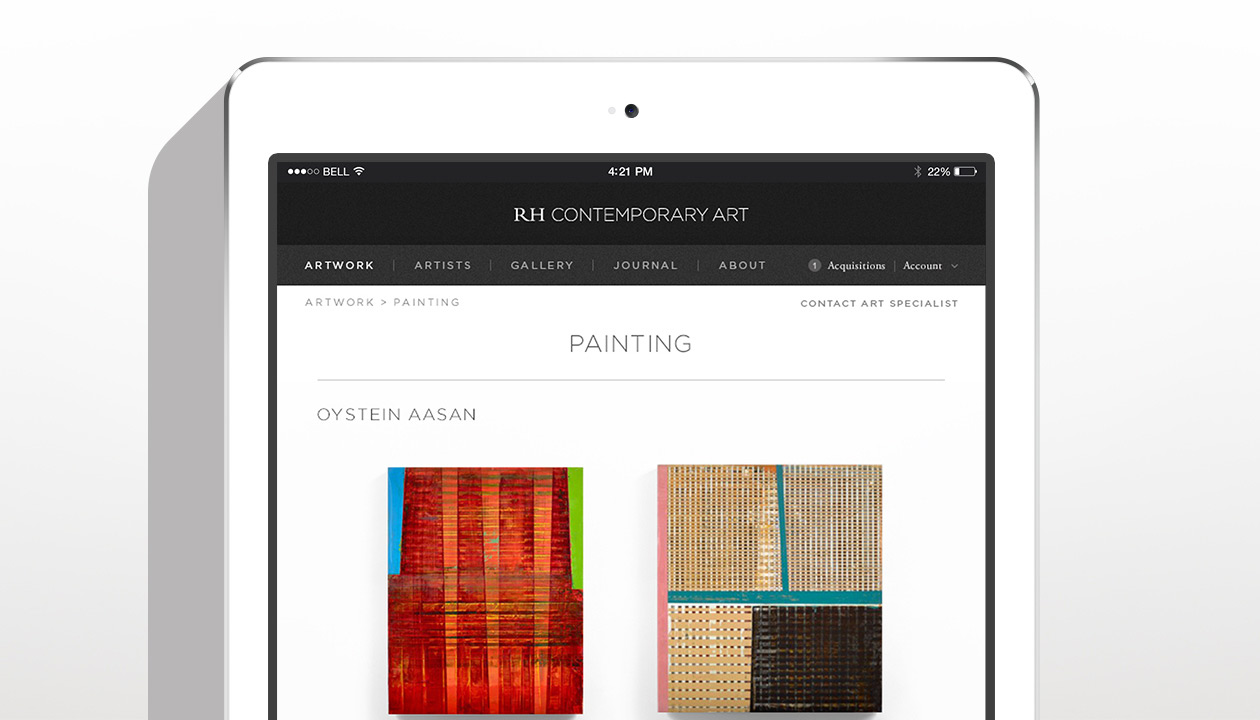 BELL 4:21 PM 22%
RH CONTEMPORARY ART
ARTWORK | ARTISTS | GALLERY | JOURNAL | ABOUT 1 Acquisitions | Account
ARTWORK > PAINTING CONTACT ART SPECIALIST
PAINTING
OYSTEIN AASAN